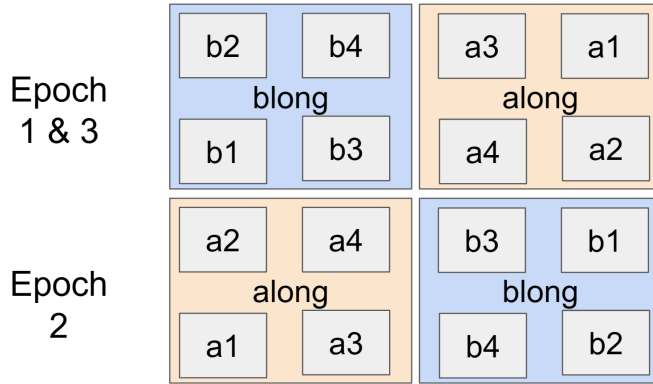 Epoch
1 & 3
b2 b4
blong
b1 b3
a3 a1
along
a4 a2
Epoch
2
a2 a4
along
a1 a3
b3 b1
blong
b4 b2